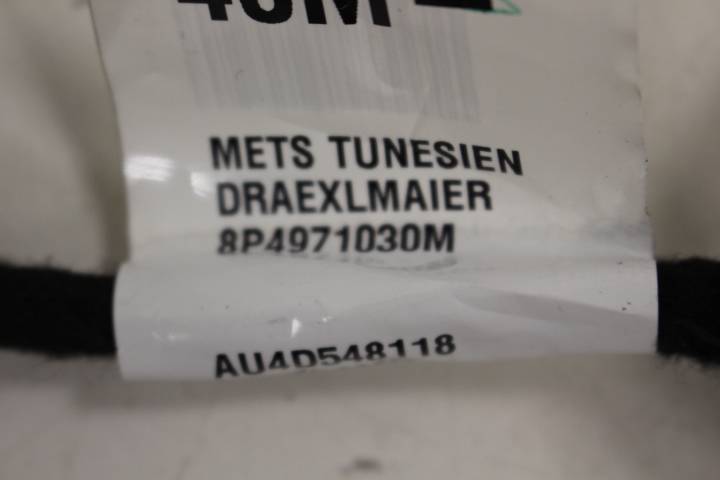 METS TUNESIEN
DRAEXLMAIER
8P4971030M
AU4D548118